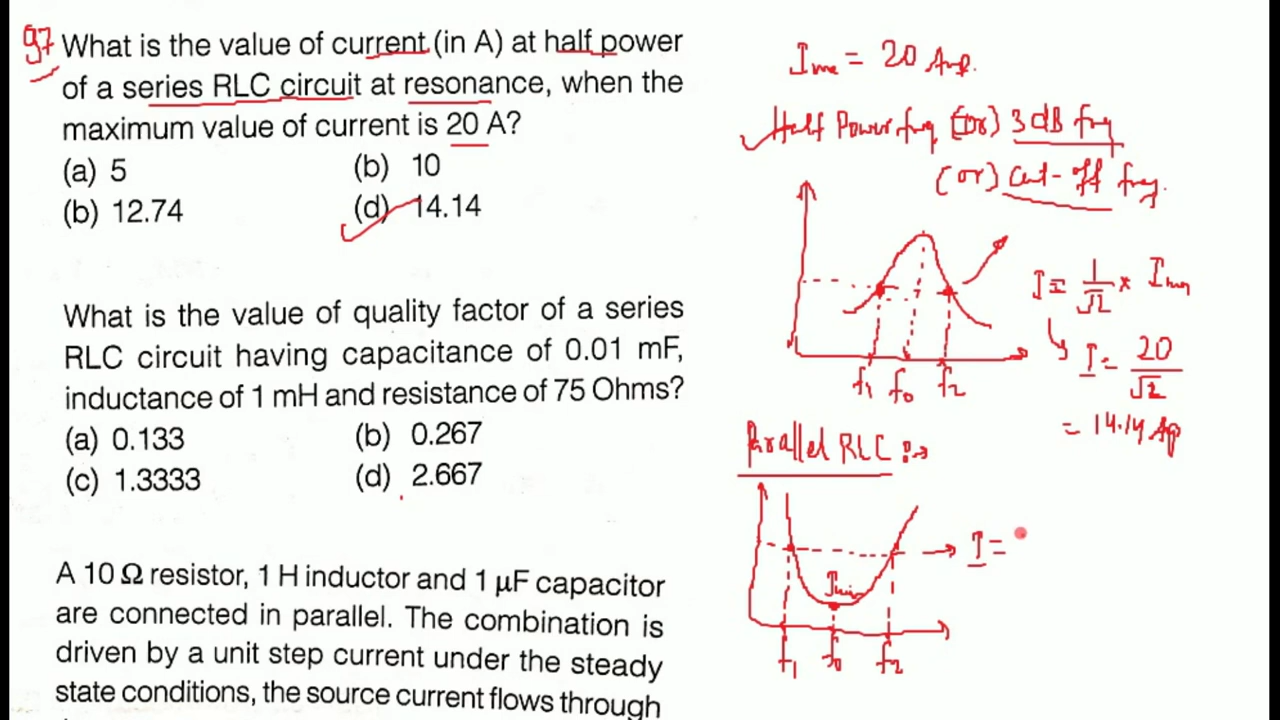 97 What is the value of current (in A) at half power
of a series RLC circuit at resonance, when the
maximum value of current is 20 A?
(a) 5 (b) 10
(b) 12.74 (d) 14.14
What is the value of quality factor of a series
RLC circuit having capacitance of 0.01 mF,
inductance of 1 mH and resistance of 75 Ohms?
(a) 0.133 (b) 0.267
(c) 1.3333 (d) 2.667
A 10 Ω resistor, 1 H inductor and 1 μF capacitor
are connected in parallel. The combination is
driven by a unit step current under the steady
state conditions, the source current flows through
= 20 Amp.
Half Power freq (or) 3 dB freq
(or) Cut-off freq.
f1 f0 f2
I = 1/√2 ×
I = 20/√2
= 14.14
Parallel RLC :→
I =
Imin
f1 f0 f2